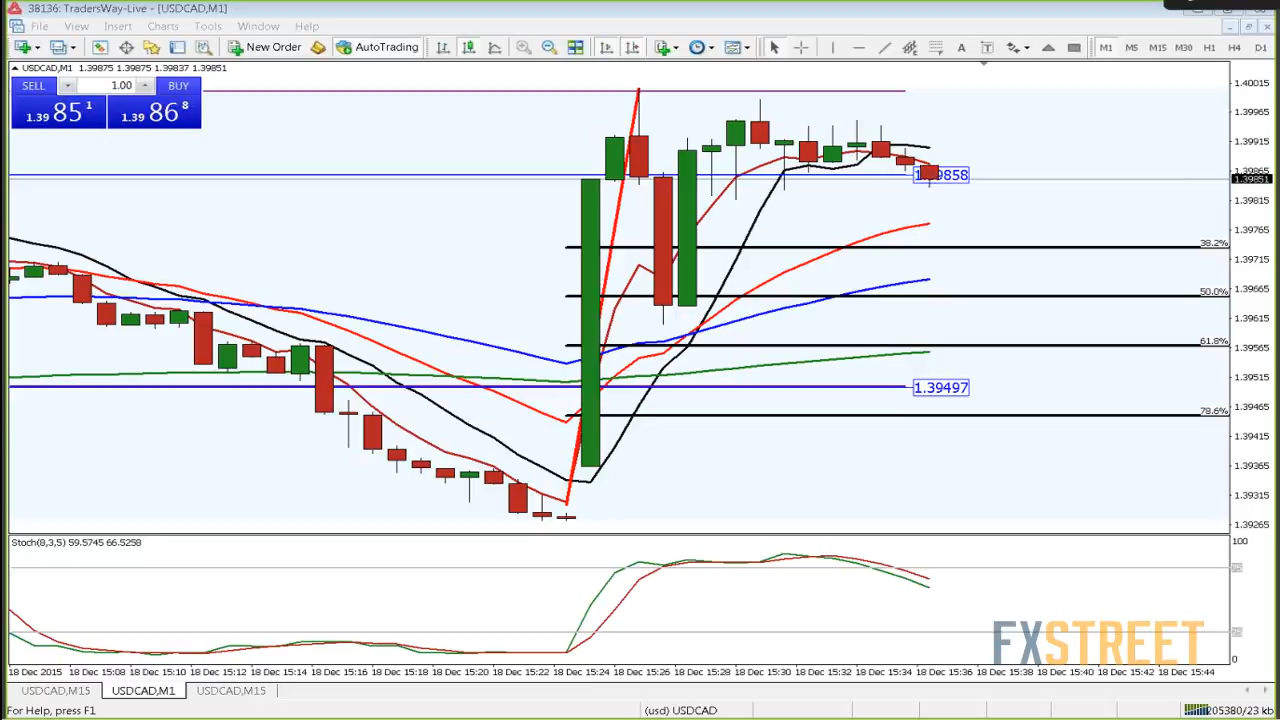 38136: TradersWay-Live - [USDCAD,M1]
File View Insert Charts Tools Window Help
New Order AutoTrading A T M1 M5 M15 M30 H1 H4 D1
USDCAD,M1 1.39875 1.39875 1.39837 1.39851
SELL 1.00 BUY
1.39 85 1 1.39 86 8
1.40015
1.39965
1.39915
1.39865
1.39858
1.39851
1.39815
1.39765
38.2%
1.39715
1.39665
50.0%
1.39615
61.8%
1.39565
1.39515
1.39497
1.39465
78.6%
1.39415
1.39365
1.39315
1.39265
Stoch(8,3,5) 59.5745 66.5258
100
FXSTREET
0
18 Dec 2015 18 Dec 15:08 18 Dec 15:10 18 Dec 15:12 18 Dec 15:14 18 Dec 15:16 18 Dec 15:18 18 Dec 15:20 18 Dec 15:22 18 Dec 15:24 18 Dec 15:26 18 Dec 15:28 18 Dec 15:30 18 Dec 15:32 18 Dec 15:34 18 Dec 15:36 18 Dec 15:38 18 Dec 15:40 18 Dec 15:42 18 Dec 15:44
USDCAD,M15 USDCAD,M1 USDCAD,M15
For Help, press F1 (usd) USDCAD 205380/23 kb